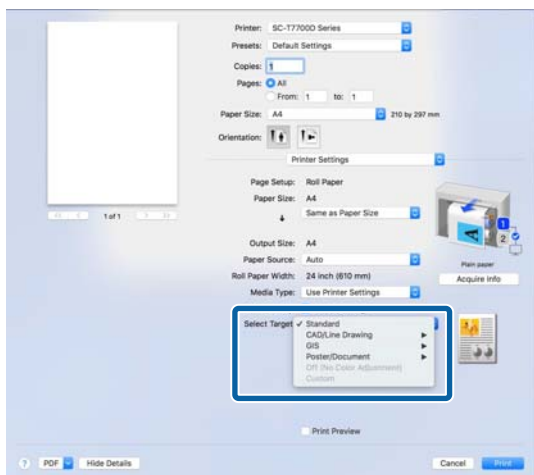 Printer: SC-T7700D Series
Presets: Default Settings
Copies: 1
Pages: All
From: 1 to: 1
Paper Size: A4 210 by 297 mm
Orientation:
Printer Settings
Page Setup: Roll Paper
Paper Size: A4
Same as Paper Size
1 of 1
Output Size: A4
Paper Source: Auto
Roll Paper Width: 24 inch (610 mm)
Media Type: Use Printer Settings
A
1
2
Plain paper
Acquire Info
Select Target ✓ Standard
CAD/Line Drawing
GIS
Poster/Document
Off (No Color Adjustment)
Custom
Print Preview
? PDF Hide Details Cancel Print